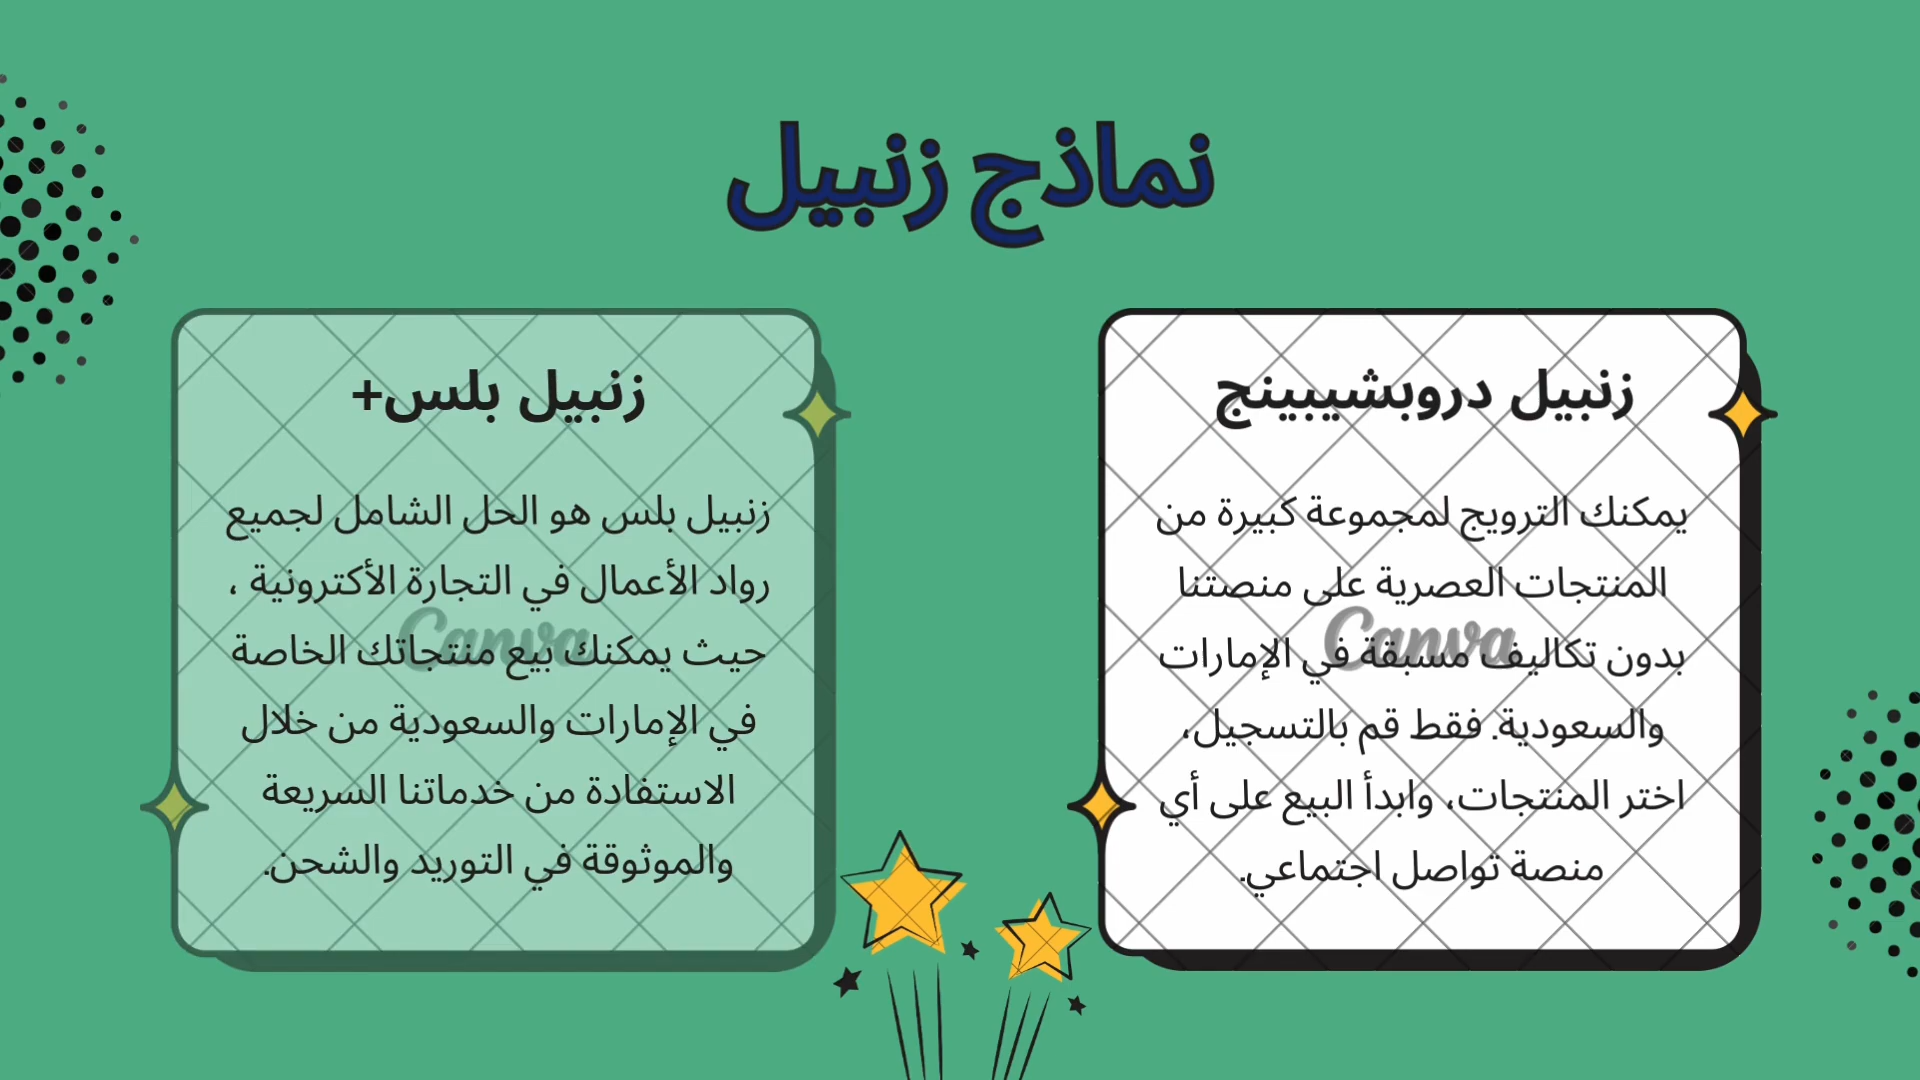 نماذج زنبيل
زنبيل دروبشيبينج
يمكنك الترويج لمجموعة كبيرة من
المنتجات العصرية على منصتنا
بدون تكاليف مسبقة في الإمارات
والسعودية. فقط قم بالتسجيل،
اختر المنتجات، وابدأ البيع على أي
منصة تواصل اجتماعي.
Canva
زنبيل بلس+
زنبيل بلس هو الحل الشامل لجميع
رواد الأعمال في التجارة الأكترونية ،
حيث يمكنك بيع منتجاتك الخاصة
في الإمارات والسعودية من خلال
الاستفادة من خدماتنا السريعة
والموثوقة في التوريد والشحن.
Canva